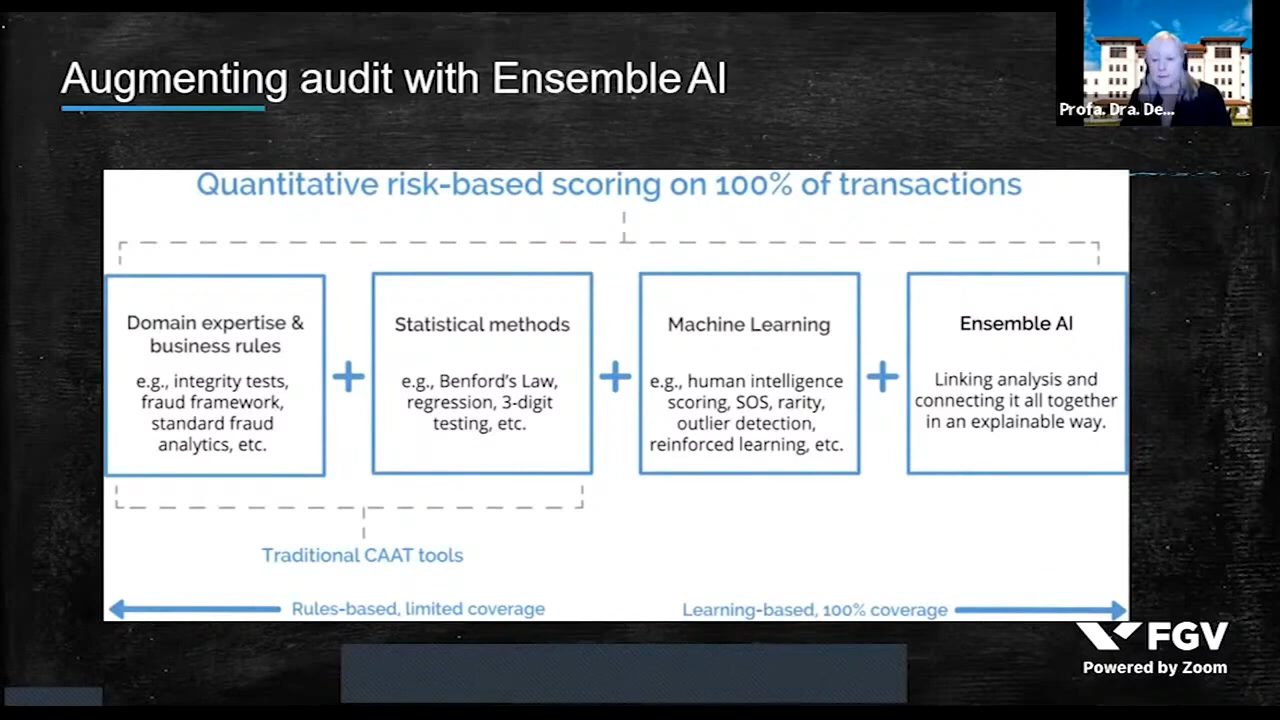 Augmenting audit with Ensemble AI
Profa. Dra. De...
Quantitative risk-based scoring on 100% of transactions
Domain expertise &
business rules
e.g., integrity tests,
fraud framework,
standard fraud
analytics, etc.
Statistical methods
e.g., Benford's Law,
regression, 3-digit
testing, etc.
Machine Learning
e.g., human intelligence
scoring, SOS, rarity,
outlier detection,
reinforced learning, etc.
Ensemble AI
Linking analysis and
connecting it all together
in an explainable way.
Traditional CAAT tools
Rules-based, limited coverage
Learning-based, 100% coverage
FGV
Powered by Zoom